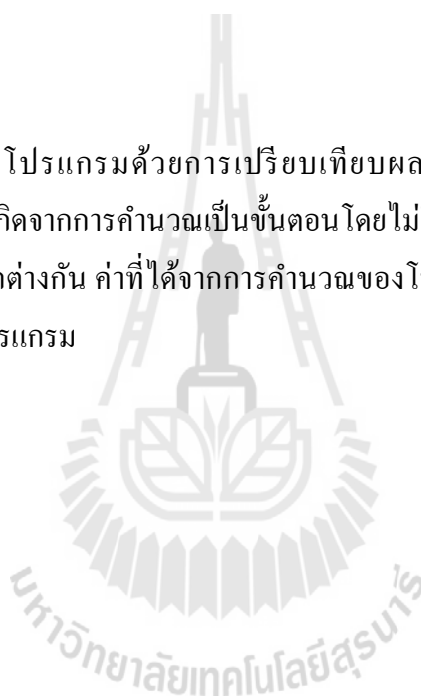 โปรแกรมด้วยการเปรียบเทียบผล
กิดจากการคำนวณเป็นขั้นตอนโดยไม่
ต่างกัน ค่าที่ได้จากการคำนวณของโ
รแกรม
มหาวิทยาลัยเทคโนโลยีสุรนารี